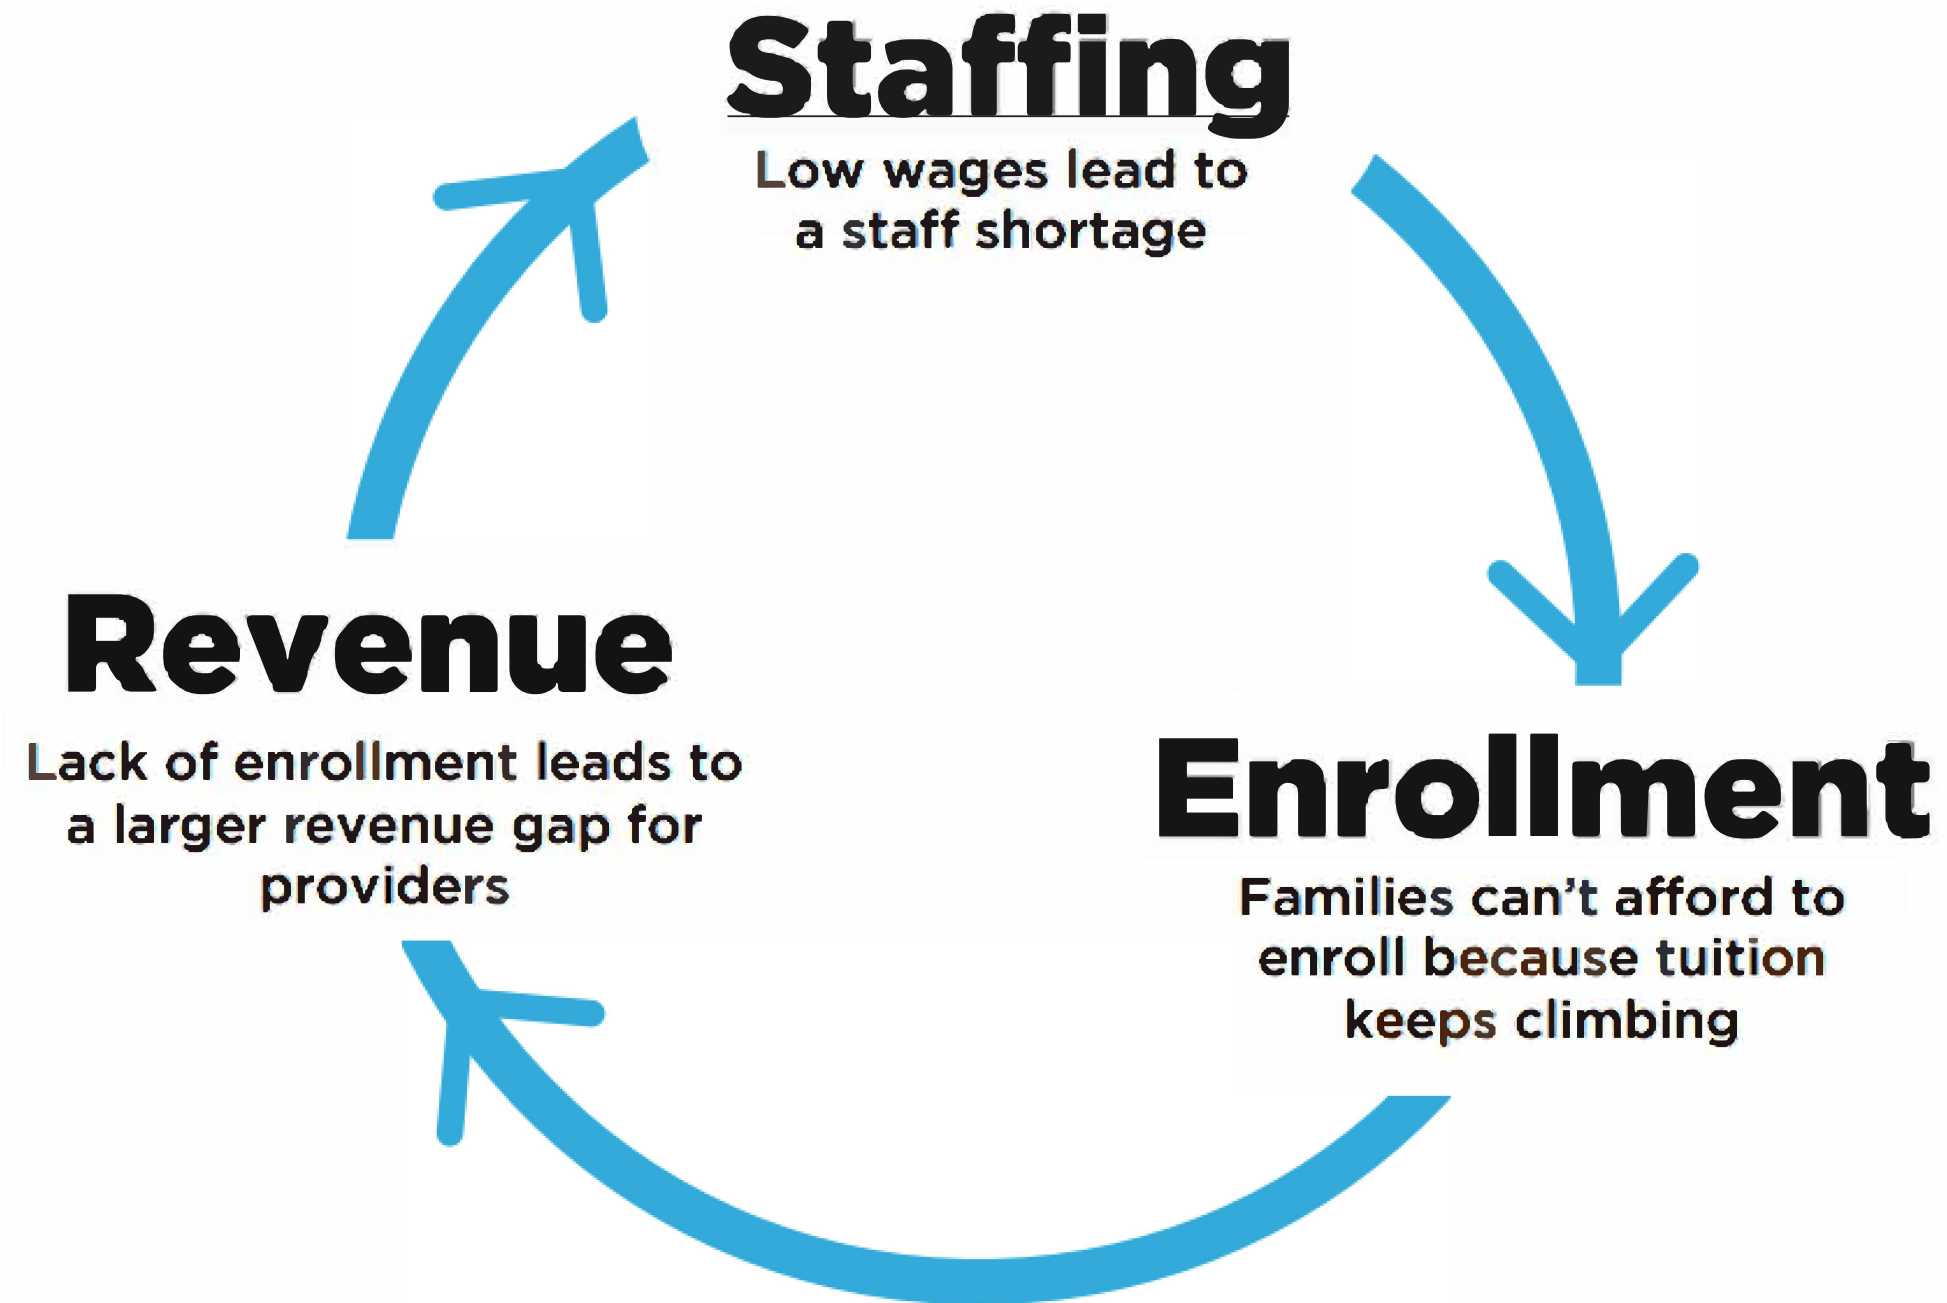 Staffing
Low wages lead to
a staff shortage
Revenue
Lack of enrollment leads to
a larger revenue gap for
providers
Enrollment
Families can't afford to
enroll because tuition
keeps climbing